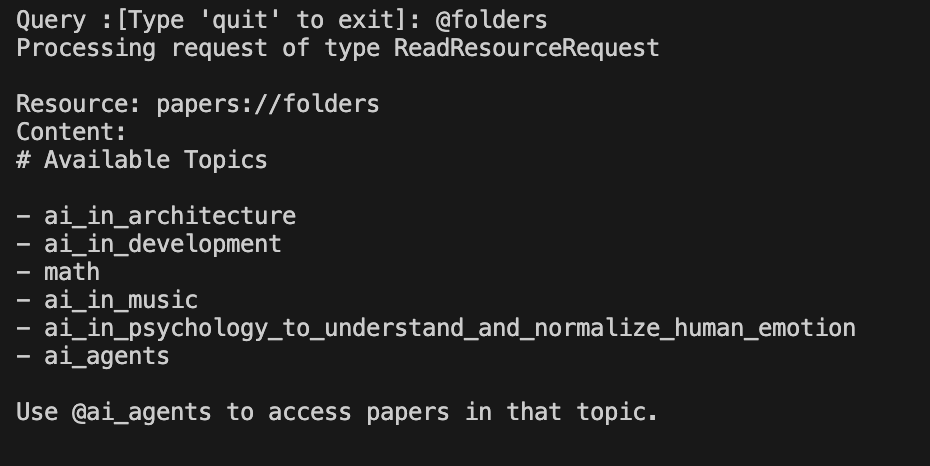 Query :[Type 'quit' to exit]: @folders
Processing request of type ReadResourceRequest
Resource: papers://folders
Content:
# Available Topics
- ai_in_architecture
- ai_in_development
- math
- ai_in_music
- ai_in_psychology_to_understand_and_normalize_human_emotion
- ai_agents
Use @ai_agents to access papers in that topic.